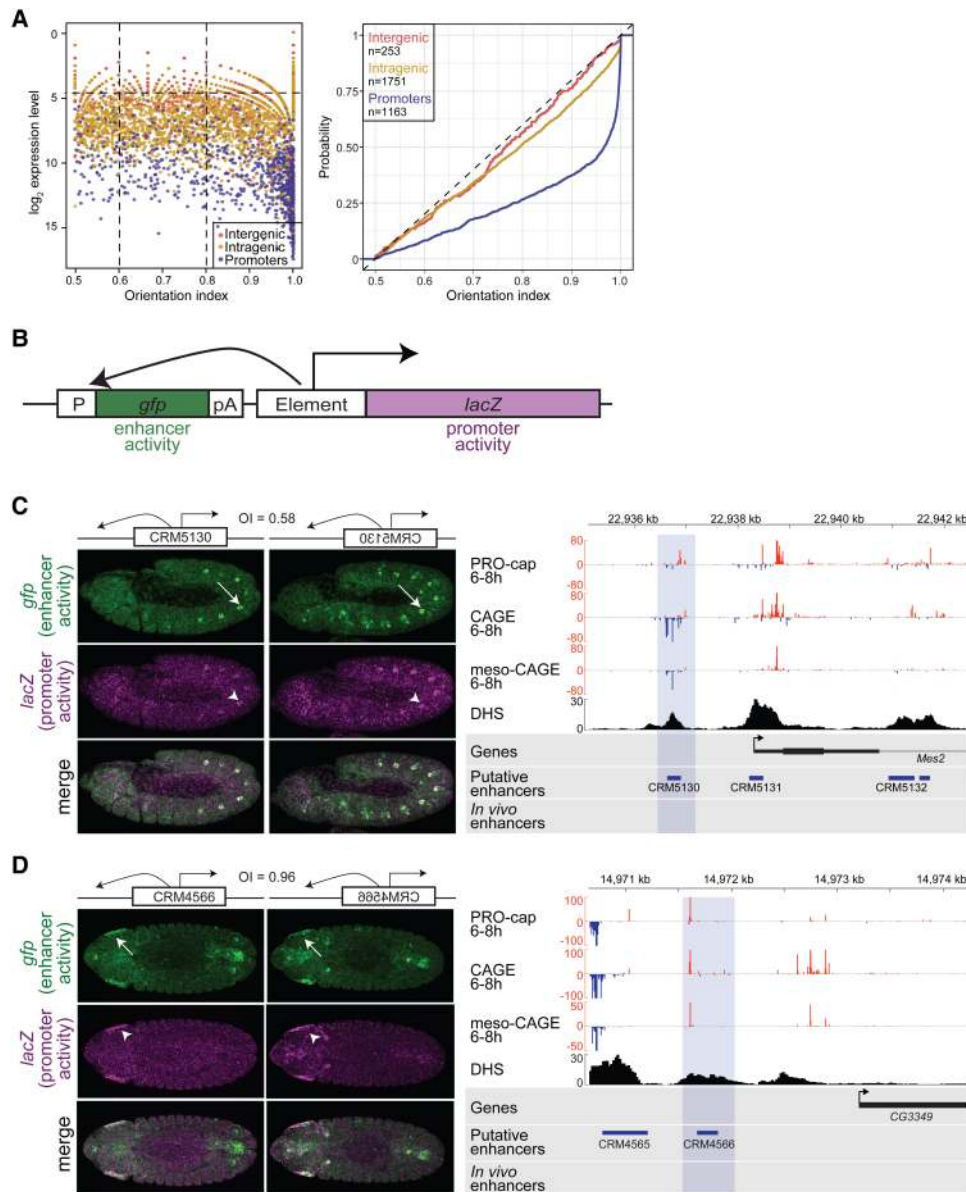 A
0
5
10
15
log2 expression level
0.5 0.6 0.7 0.8 0.9 1.0
Orientation index
Intergenic
Intragenic
Promoters
1
0.75
0.50
0.25
0
Probability
Intergenic
n=253
Intragenic
n=1751
Promoters
n=1163
0.5 0.6 0.7 0.8 0.9 1.0
Orientation index
B
P gfp pA Element lacZ
enhancer activity
promoter activity
C
OI = 0.58
CRM5130 CRM5130
gfp (enhancer activity)
lacZ (promoter activity)
merge
22,936 kb 22,938 kb 22,940 kb 22,942 kb
80
PRO-cap 0
6-8h
-80
80
CAGE 0
6-8h
-80
80
meso-CAGE 0
6-8h
-80
30
DHS
0
Genes
Mes2
Putative enhancers
CRM5130 CRM5131 CRM5132
In vivo enhancers
D
OI = 0.96
CRM4566 CRM4566
gfp (enhancer activity)
lacZ (promoter activity)
merge
14,971 kb 14,972 kb 14,973 kb 14,974 kb
100
PRO-cap 0
6-8h
-100
100
CAGE 0
6-8h
-100
50
meso-CAGE 0
6-8h
-50
30
DHS
0
Genes
CG3349
Putative enhancers
CRM4565 CRM4566
In vivo enhancers